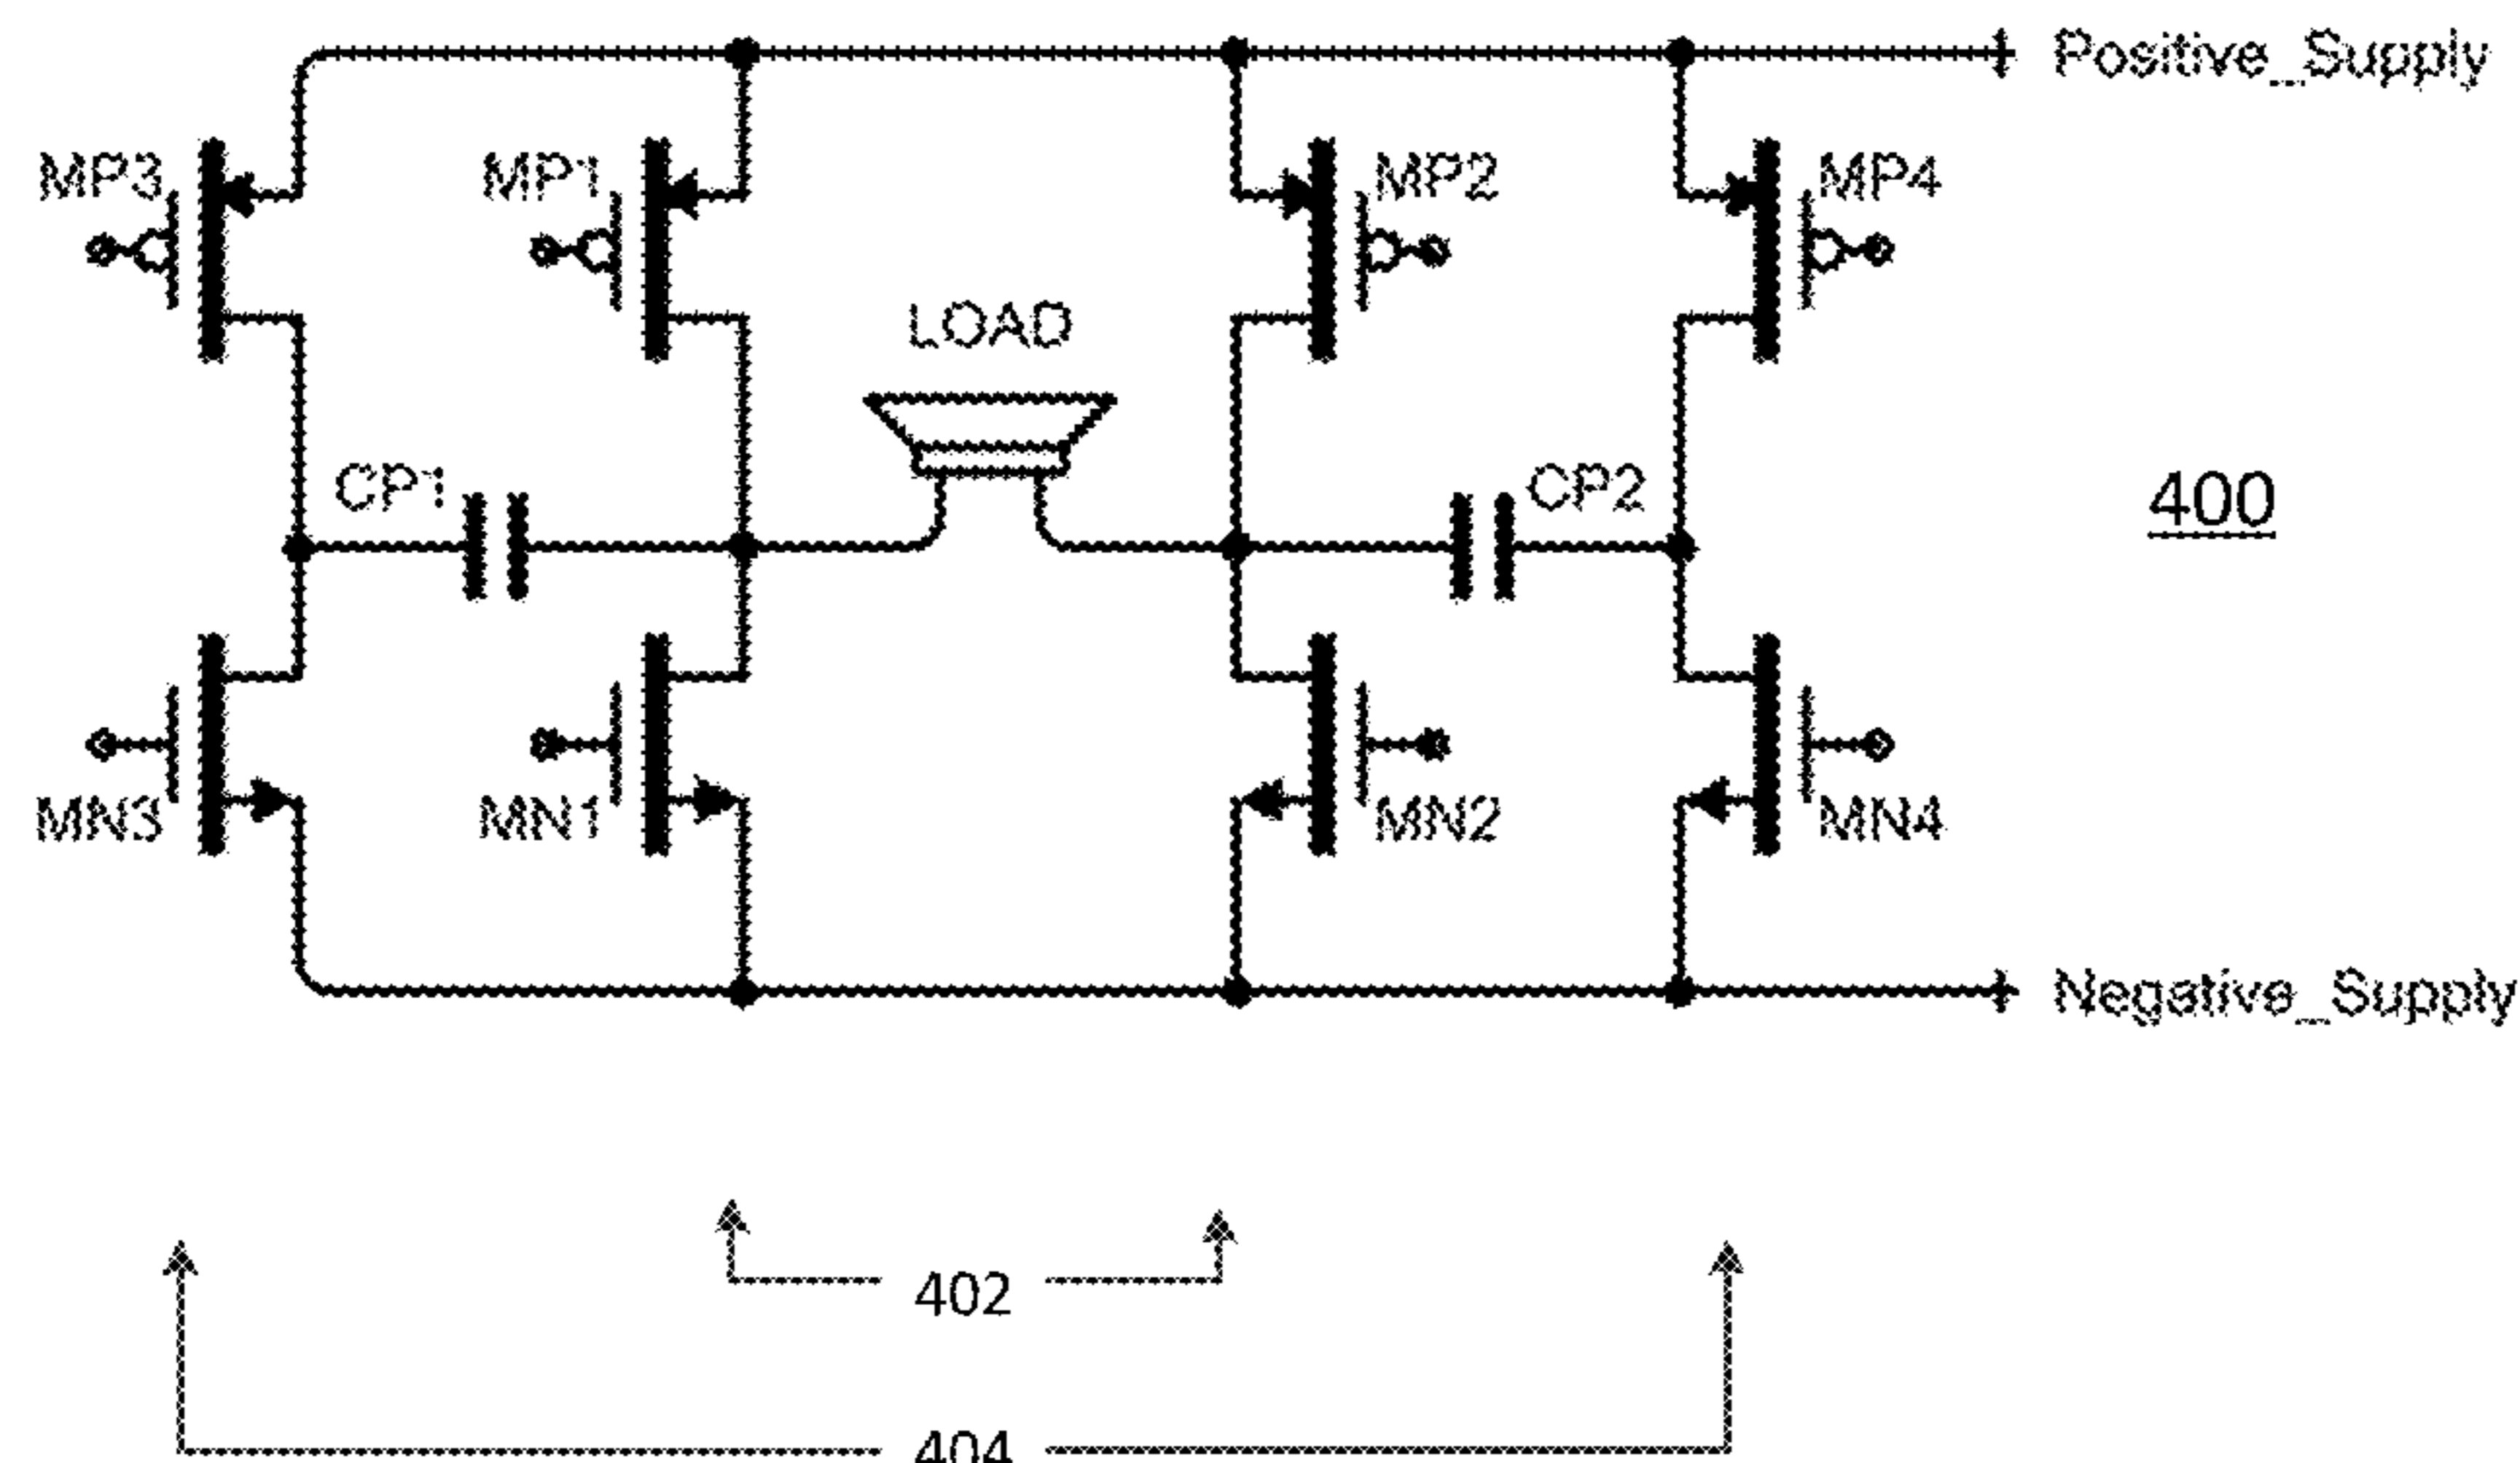 Positive_Supply
MP3
MP1
MP2
MP4
LOAD
CP1
CP2
400
MN3
MN1
MN2
MN4
Negative_Supply
402
404